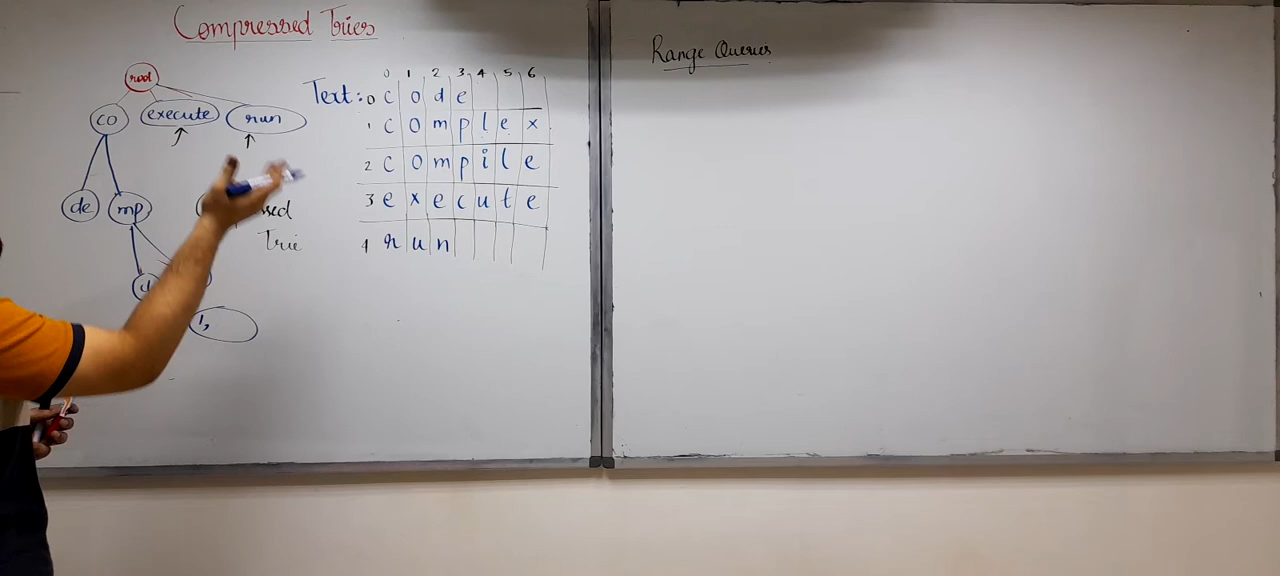 Compressed Tries
root
co
execute
run
de
mp
Trie
1,
0 1 2 3 4 5 6
Text: 0 c o d e
1 c o m p l e x
2 c o m p i l e
3 e x e c u t e
4 r u n
Range Queries